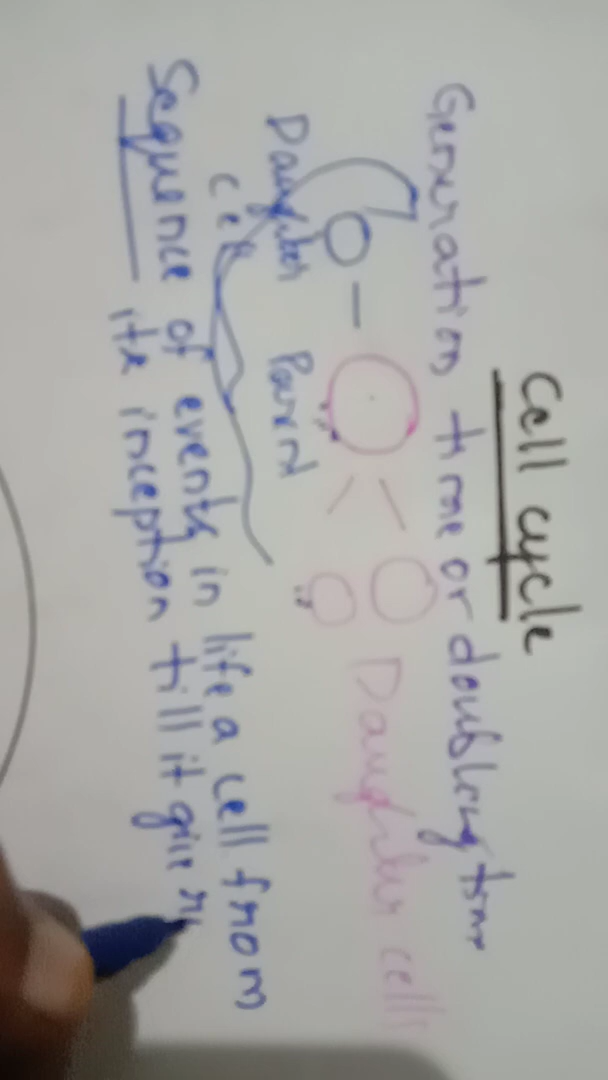 Cell cycle
Generation time or doubling time
Daughter Parent
cell
Daughter cells
Sequence of events in life a cell from
its inception till it give